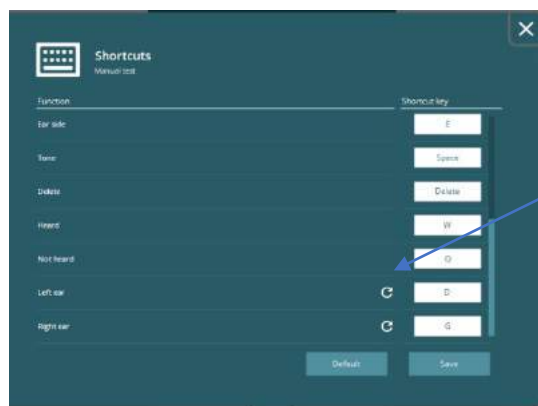 Shortcuts
Manual test
Function Shortcut key
Ear side E
Tone Space
Delete Delete
Heard W
Not heard
Left ear D
Right ear G
Default Save